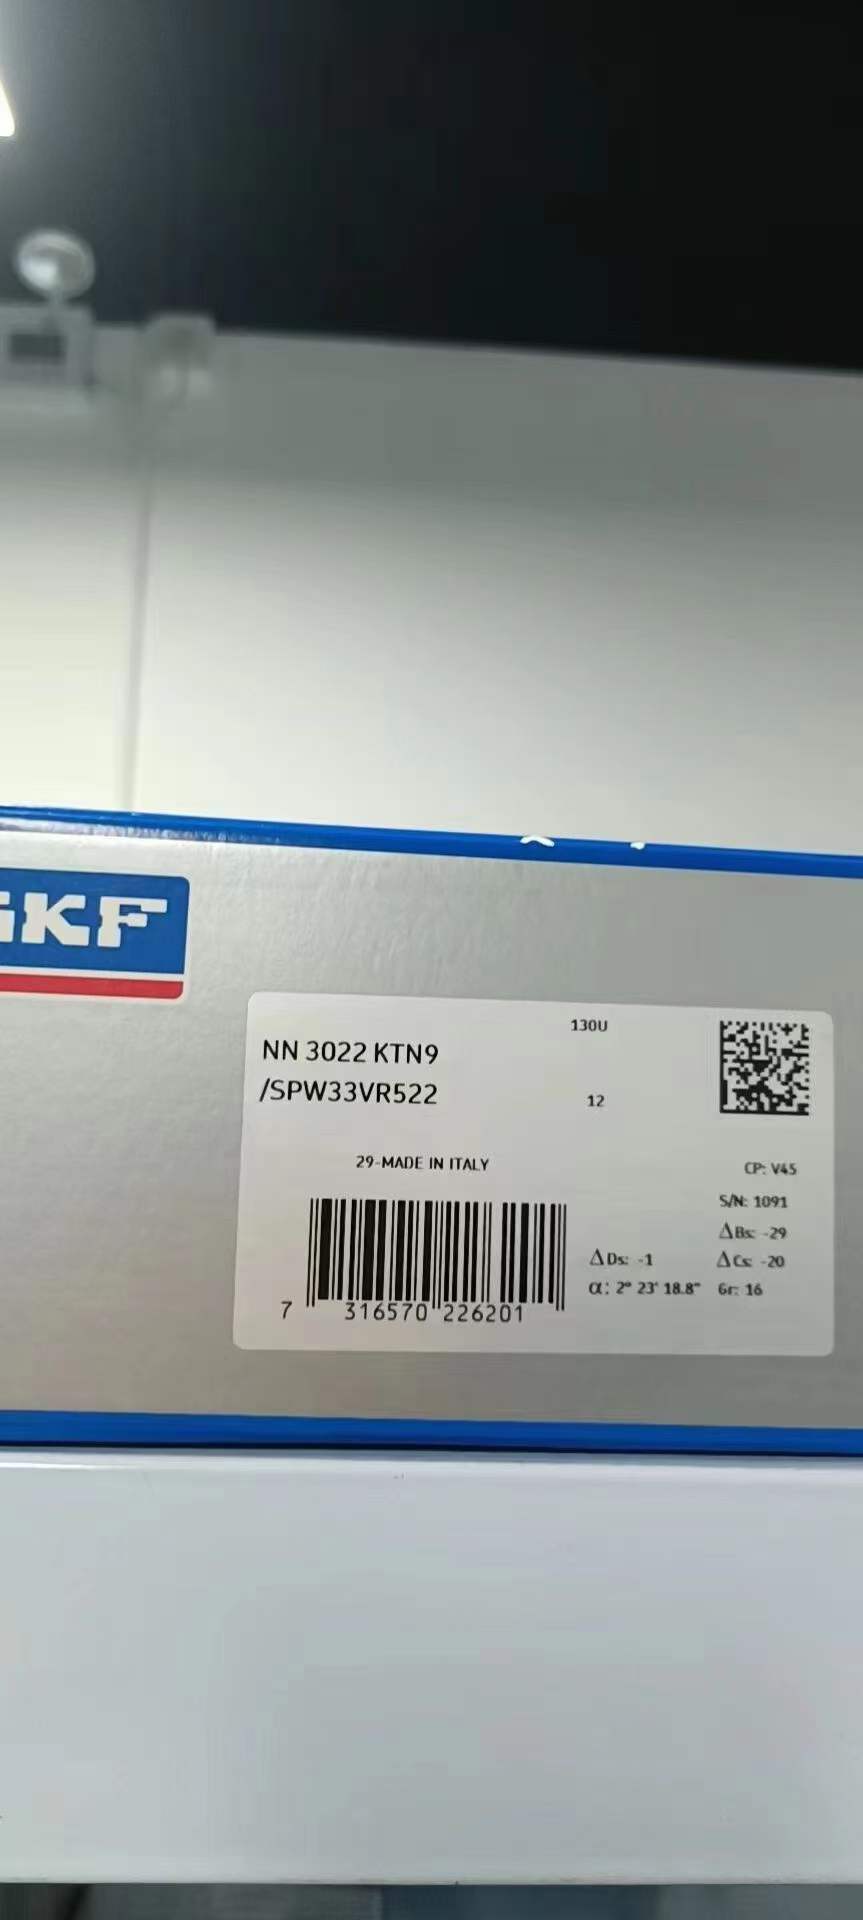 SKF
NN 3022 KTN9
/SPW33VR522
130U
12
29-MADE IN ITALY
CP: V45
S/N: 1091
ΔBs: -29
ΔDs: -1
ΔCs: -20
α: 2° 23' 18.8"
Gr: 16
7 316570 226201